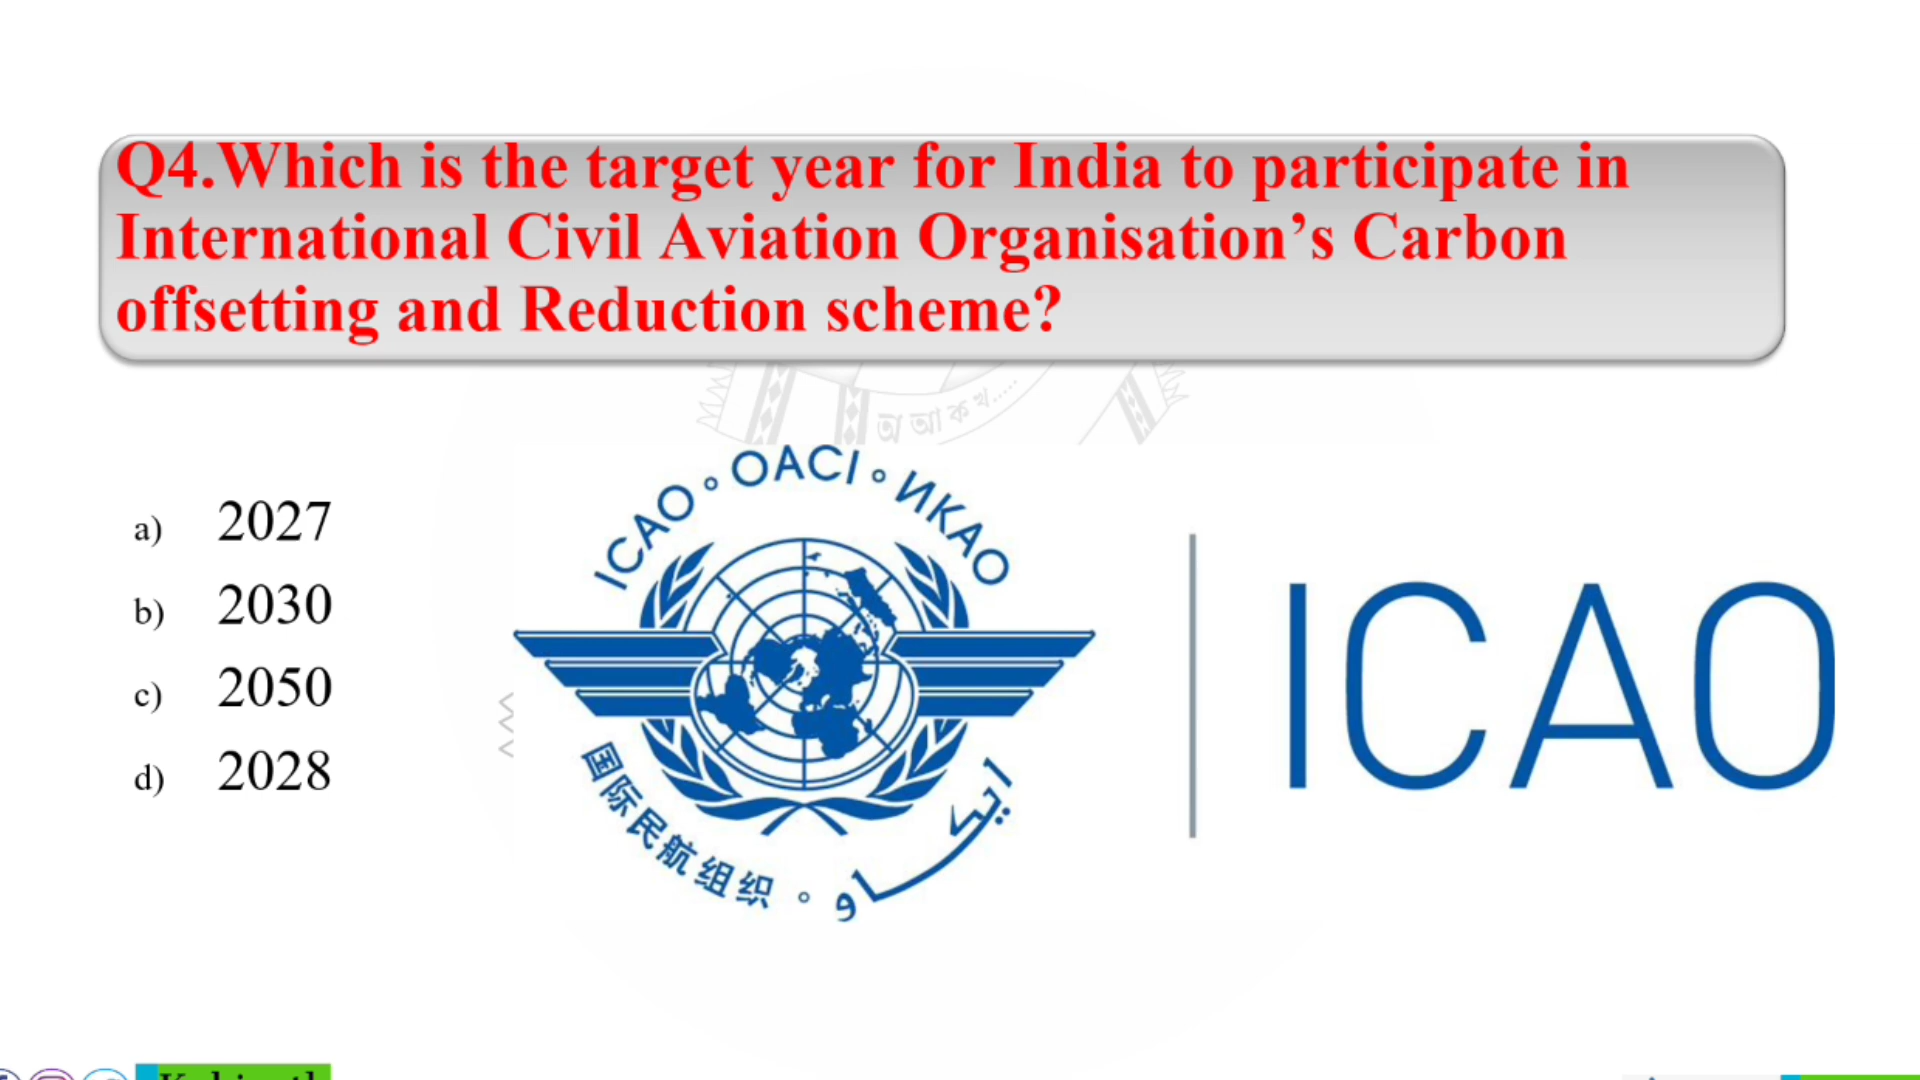 Q4.Which is the target year for India to participate in
International Civil Aviation Organisation’s Carbon
offsetting and Reduction scheme?
অ আ ক খ.....
a) 2027
b) 2030
c) 2050
d) 2028
ICAO ° OACI ° ИКАО
国际民航组织 ° ايكاو
ICAO